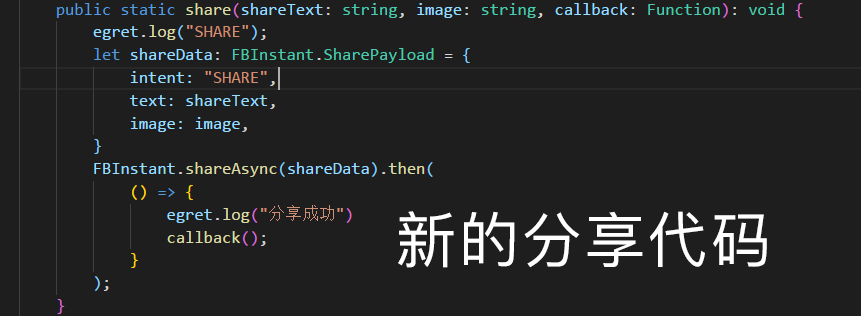 public static share(shareText: string, image: string, callback: Function): void {
egret.log("SHARE");
let shareData: FBInstant.SharePayload = {
intent: "SHARE",
text: shareText,
image: image,
}
FBInstant.shareAsync(shareData).then(
() => {
egret.log("分享成功")
callback();
}
);
}
新的分享代码